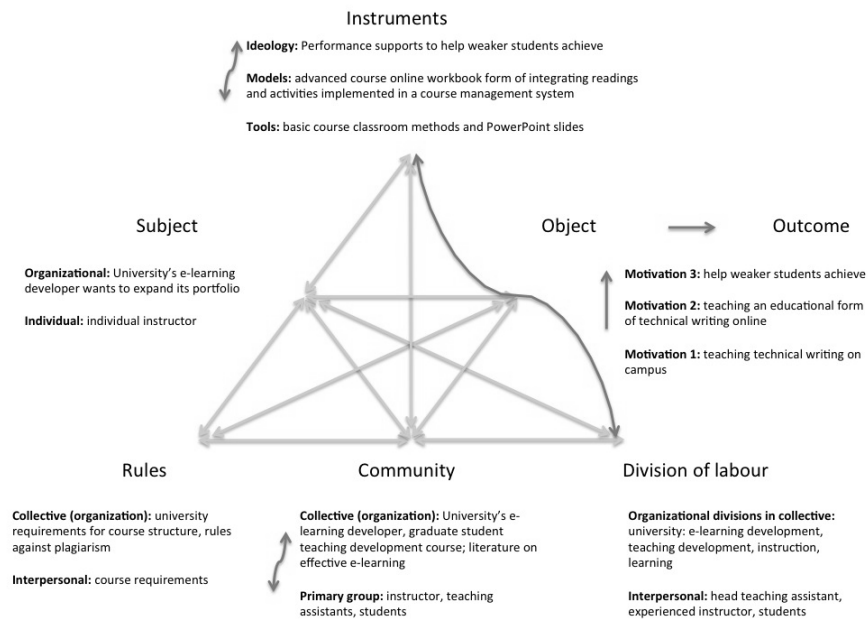 Instruments
Ideology: Performance supports to help weaker students achieve
Models: advanced course online workbook form of integrating readings
and activities implemented in a course management system
Tools: basic course classroom methods and PowerPoint slides
Subject
Organizational: University's e-learning
developer wants to expand its portfolio
Individual: individual instructor
Object
Outcome
Motivation 3: help weaker students achieve
Motivation 2: teaching an educational form
of technical writing online
Motivation 1: teaching technical writing on
campus
Rules
Collective (organization): university
requirements for course structure, rules
against plagiarism
Interpersonal: course requirements
Community
Collective (organization): University's e-
learning developer, graduate student
teaching development course; literature on
effective e-learning
Primary group: instructor, teaching
assistants, students
Division of labour
Organizational divisions in collective:
university: e-learning development,
teaching development, instruction,
learning
Interpersonal: head teaching assistant,
experienced instructor, students